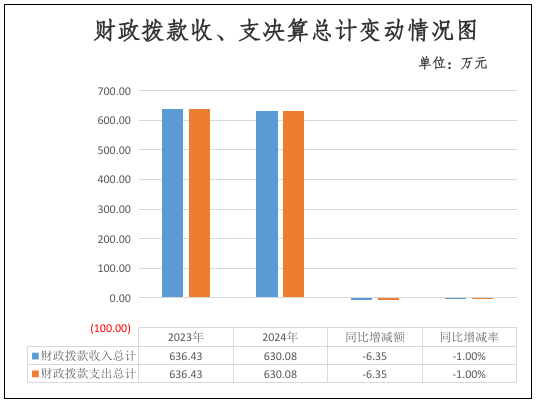 财政拨款收、支决算总计变动情况图
单位：万元
700.00
600.00
500.00
400.00
300.00
200.00
100.00
0.00
(100.00)
2023年 2024年 同比增减额 同比增减率
财政拨款收入总计 636.43 630.08 -6.35 -1.00%
财政拨款支出总计 636.43 630.08 -6.35 -1.00%